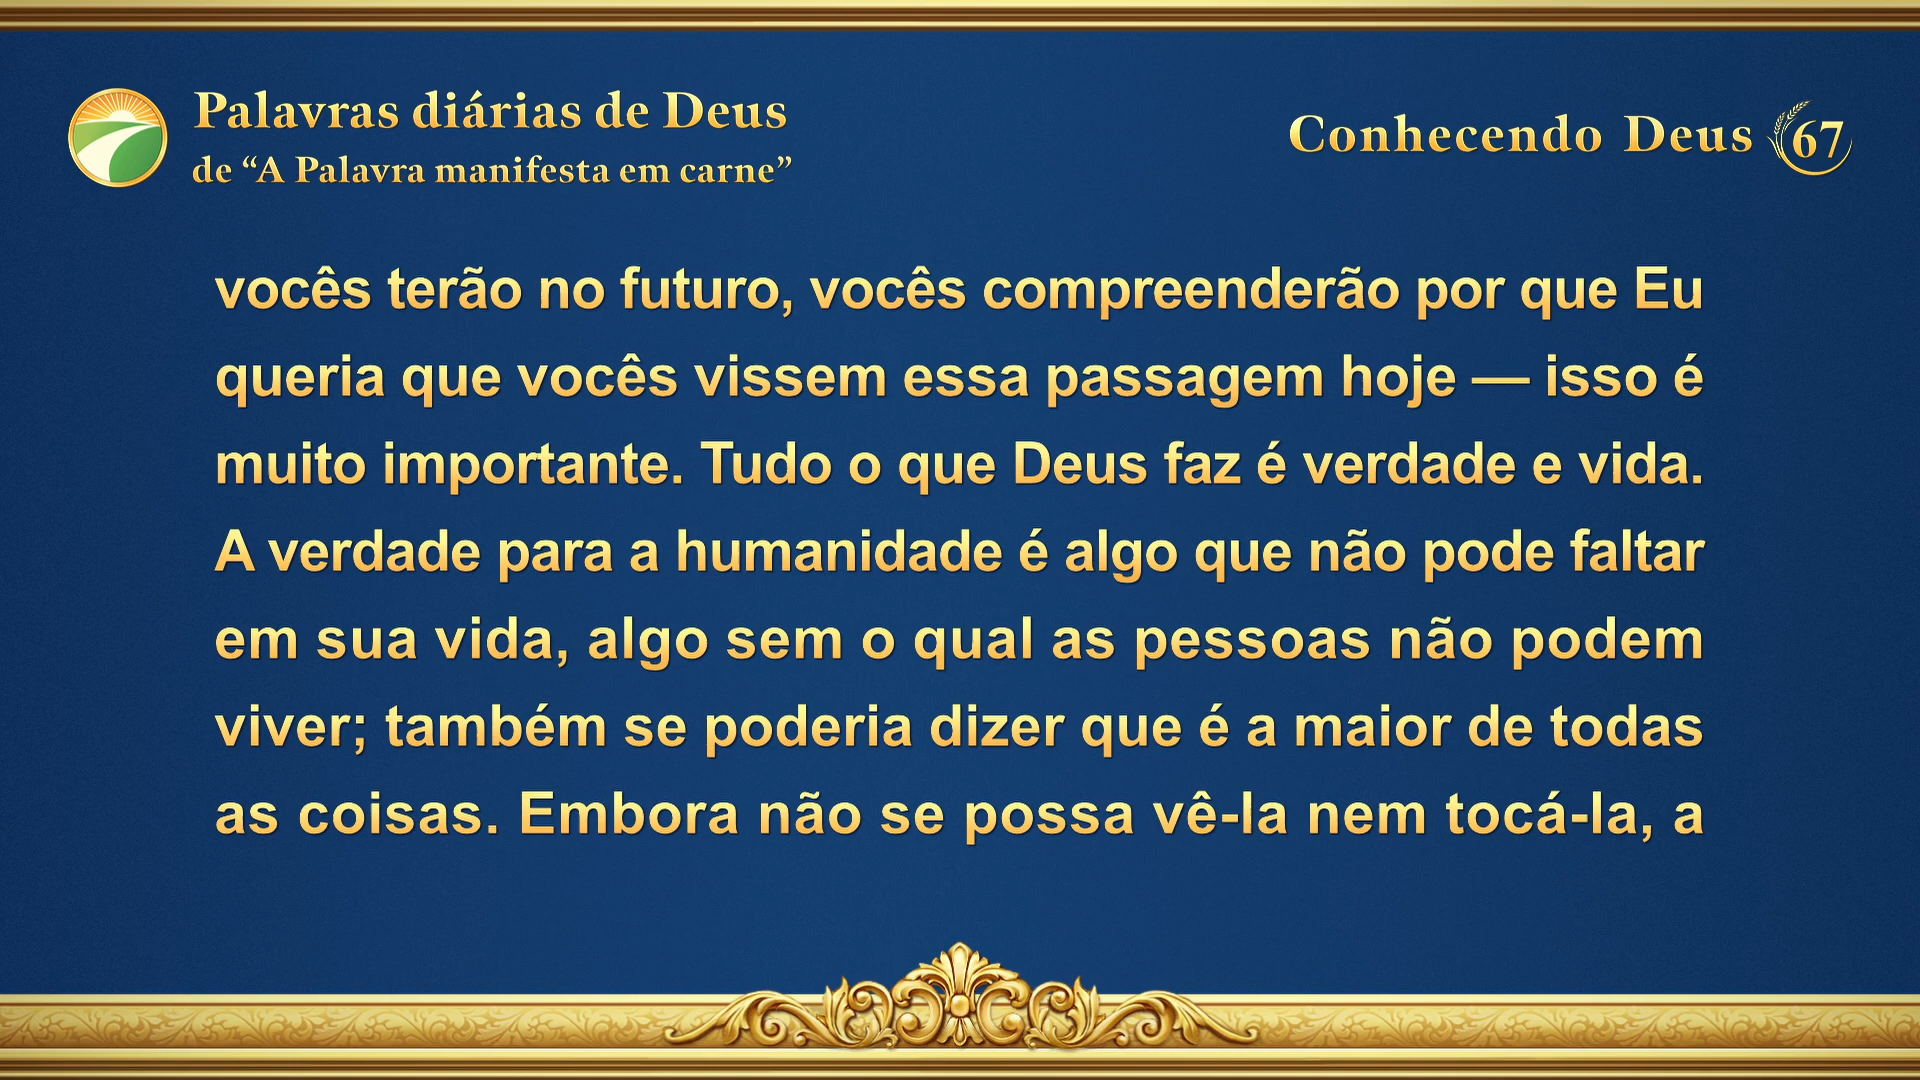 Palavras diárias de Deus
de “A Palavra manifesta em carne”
Conhecendo Deus 67
vocês terão no futuro, vocês compreenderão por que Eu
queria que vocês vissem essa passagem hoje — isso é
muito importante. Tudo o que Deus faz é verdade e vida.
A verdade para a humanidade é algo que não pode faltar
em sua vida, algo sem o qual as pessoas não podem
viver; também se poderia dizer que é a maior de todas
as coisas. Embora não se possa vê-la nem tocá-la, a